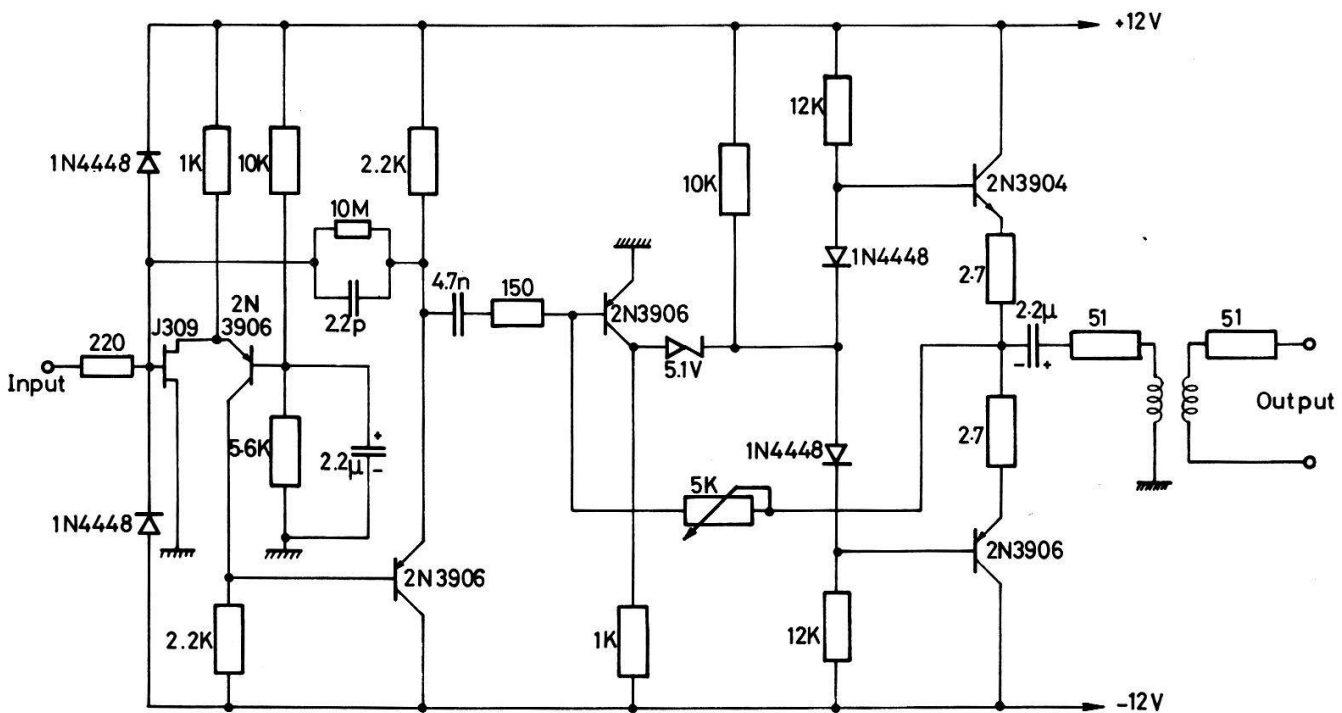 +12V
12K
1N4448
1K
10K
2.2K
10K
2N3904
10M
1N4448
2.7
4.7n
150
2N
3906
2.2p
2N3906
2.2µ
51
51
J309
220
5.1V
- +
Input
Output
5.6K
2.2µ
+
-
1N4448
2.7
5K
1N4448
2N3906
2N3906
2.2K
1K
12K
-12V